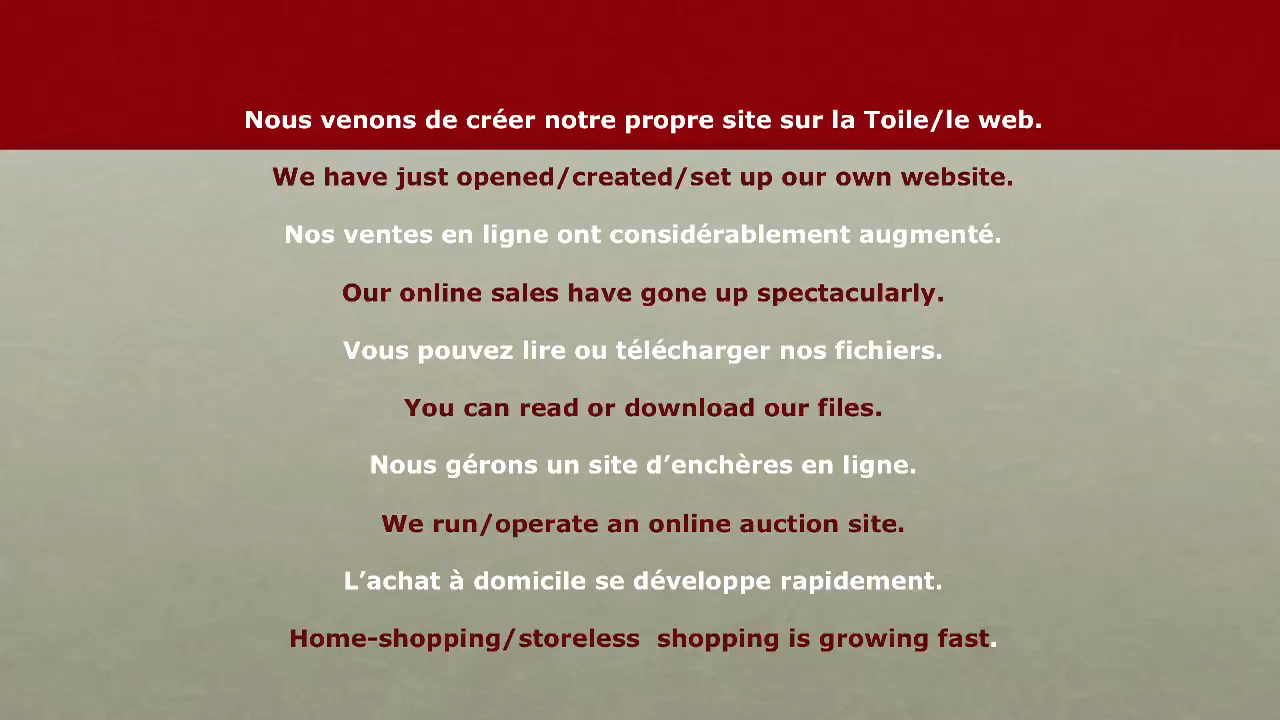 Nous venons de créer notre propre site sur la Toile/le web.
We have just opened/created/set up our own website.
Nos ventes en ligne ont considérablement augmenté.
Our online sales have gone up spectacularly.
Vous pouvez lire ou télécharger nos fichiers.
You can read or download our files.
Nous gérons un site d’enchères en ligne.
We run/operate an online auction site.
L’achat à domicile se développe rapidement.
Home-shopping/storeless  shopping is growing fast.